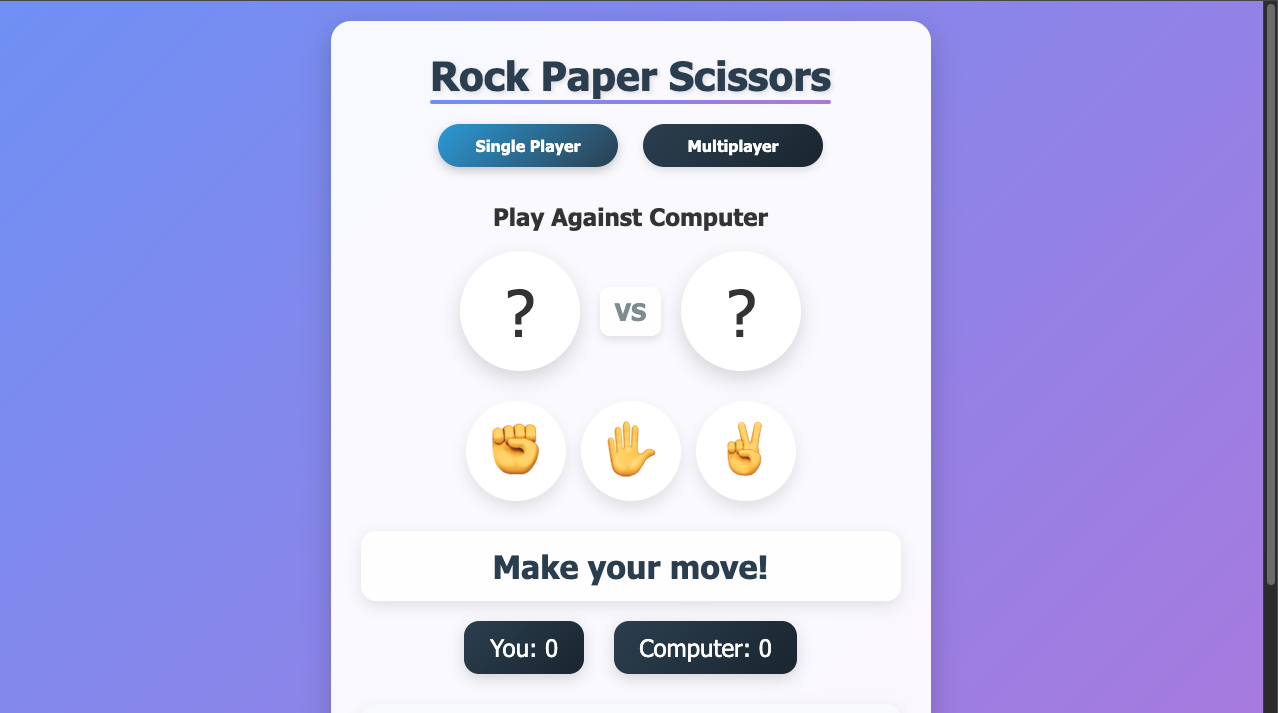 Rock Paper Scissors
Single Player Multiplayer
Play Against Computer
? VS ?
Make your move!
You: 0 Computer: 0